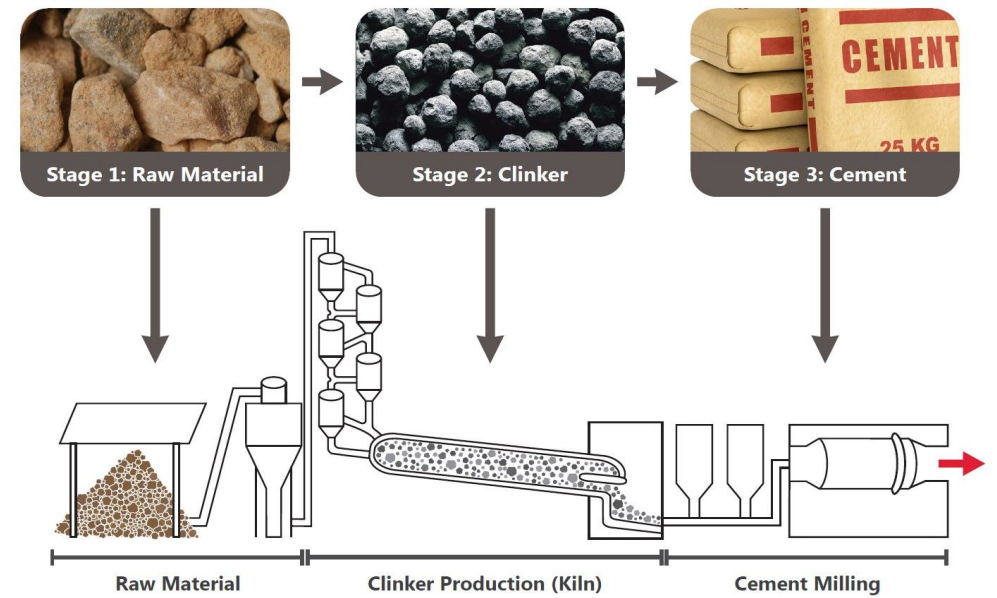 CEMENT
CEMENT
25 KG
Stage 1: Raw Material
Stage 2: Clinker
Stage 3: Cement
Raw Material
Clinker Production (Kiln)
Cement Milling